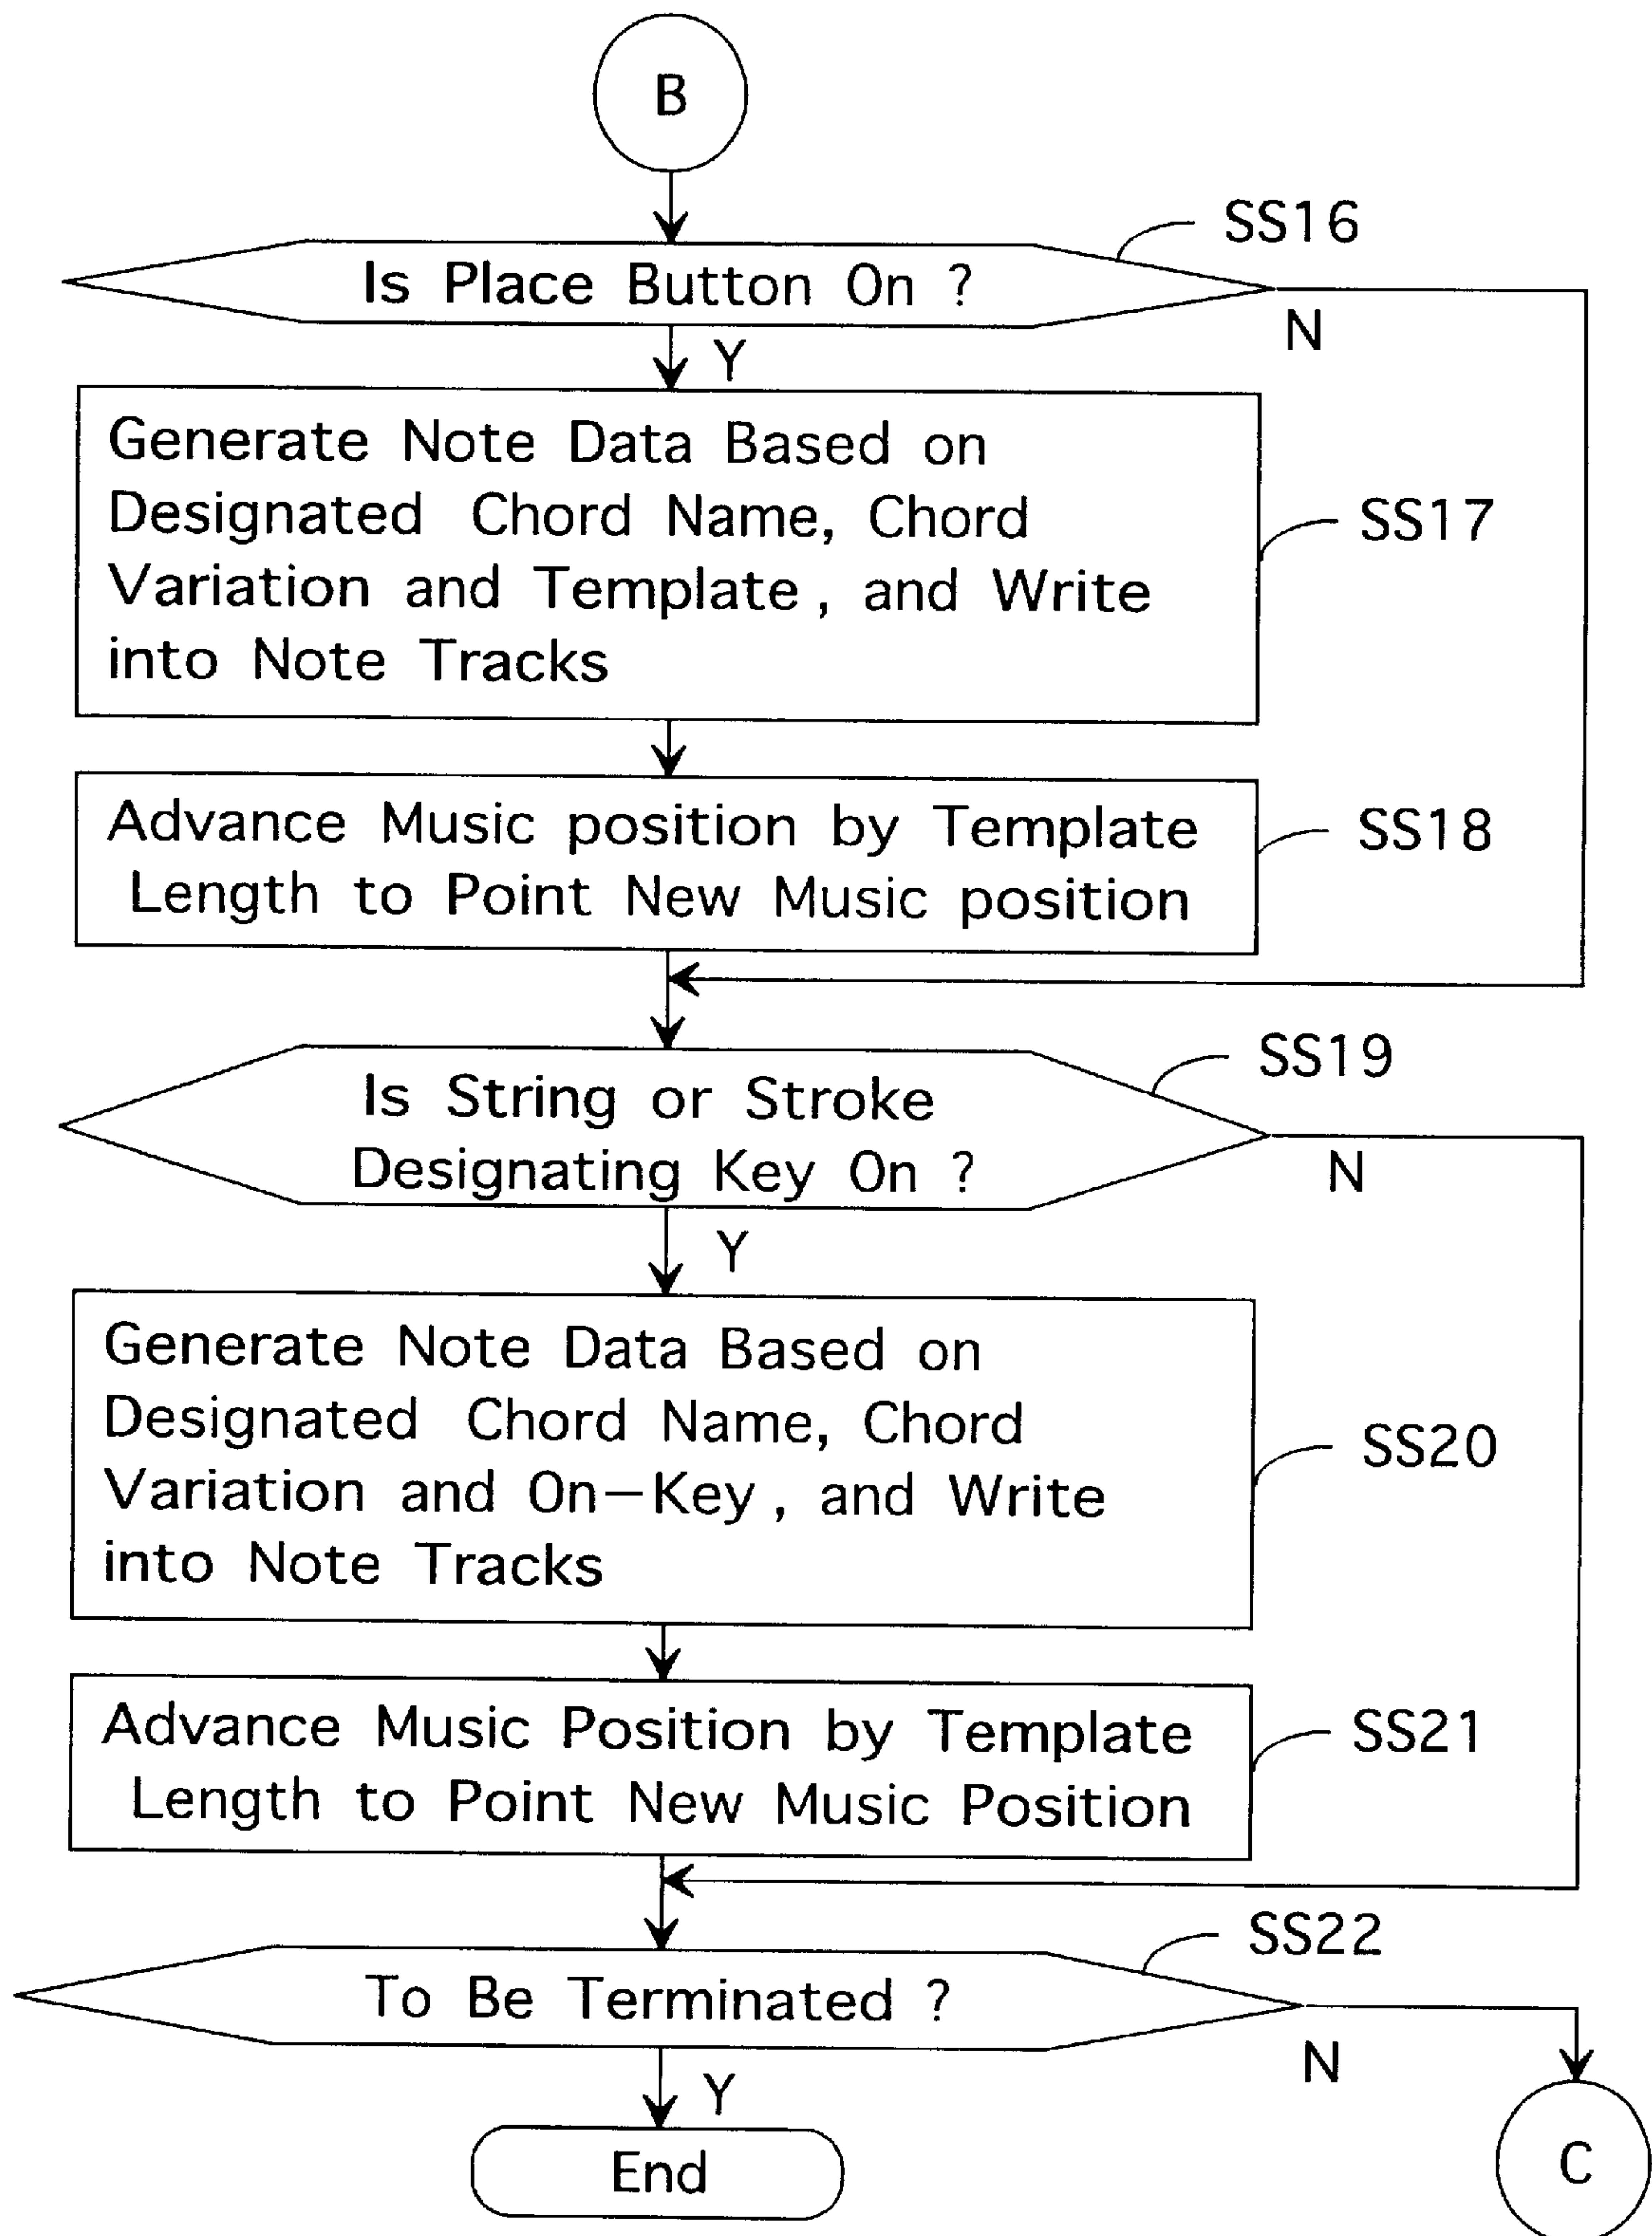 B
SS16
Is Place Button On ?
N
Y
Generate Note Data Based on
Designated Chord Name, Chord
Variation and Template , and Write
into Note Tracks
SS17
Advance Music position by Template
Length to Point New Music position
SS18
SS19
Is String or Stroke
Designating Key On ?
N
Y
Generate Note Data Based on
Designated Chord Name, Chord
Variation and On-Key , and Write
into Note Tracks
SS20
Advance Music Position by Template
Length to Point New Music Position
SS21
SS22
To Be Terminated ?
N
Y
End
C